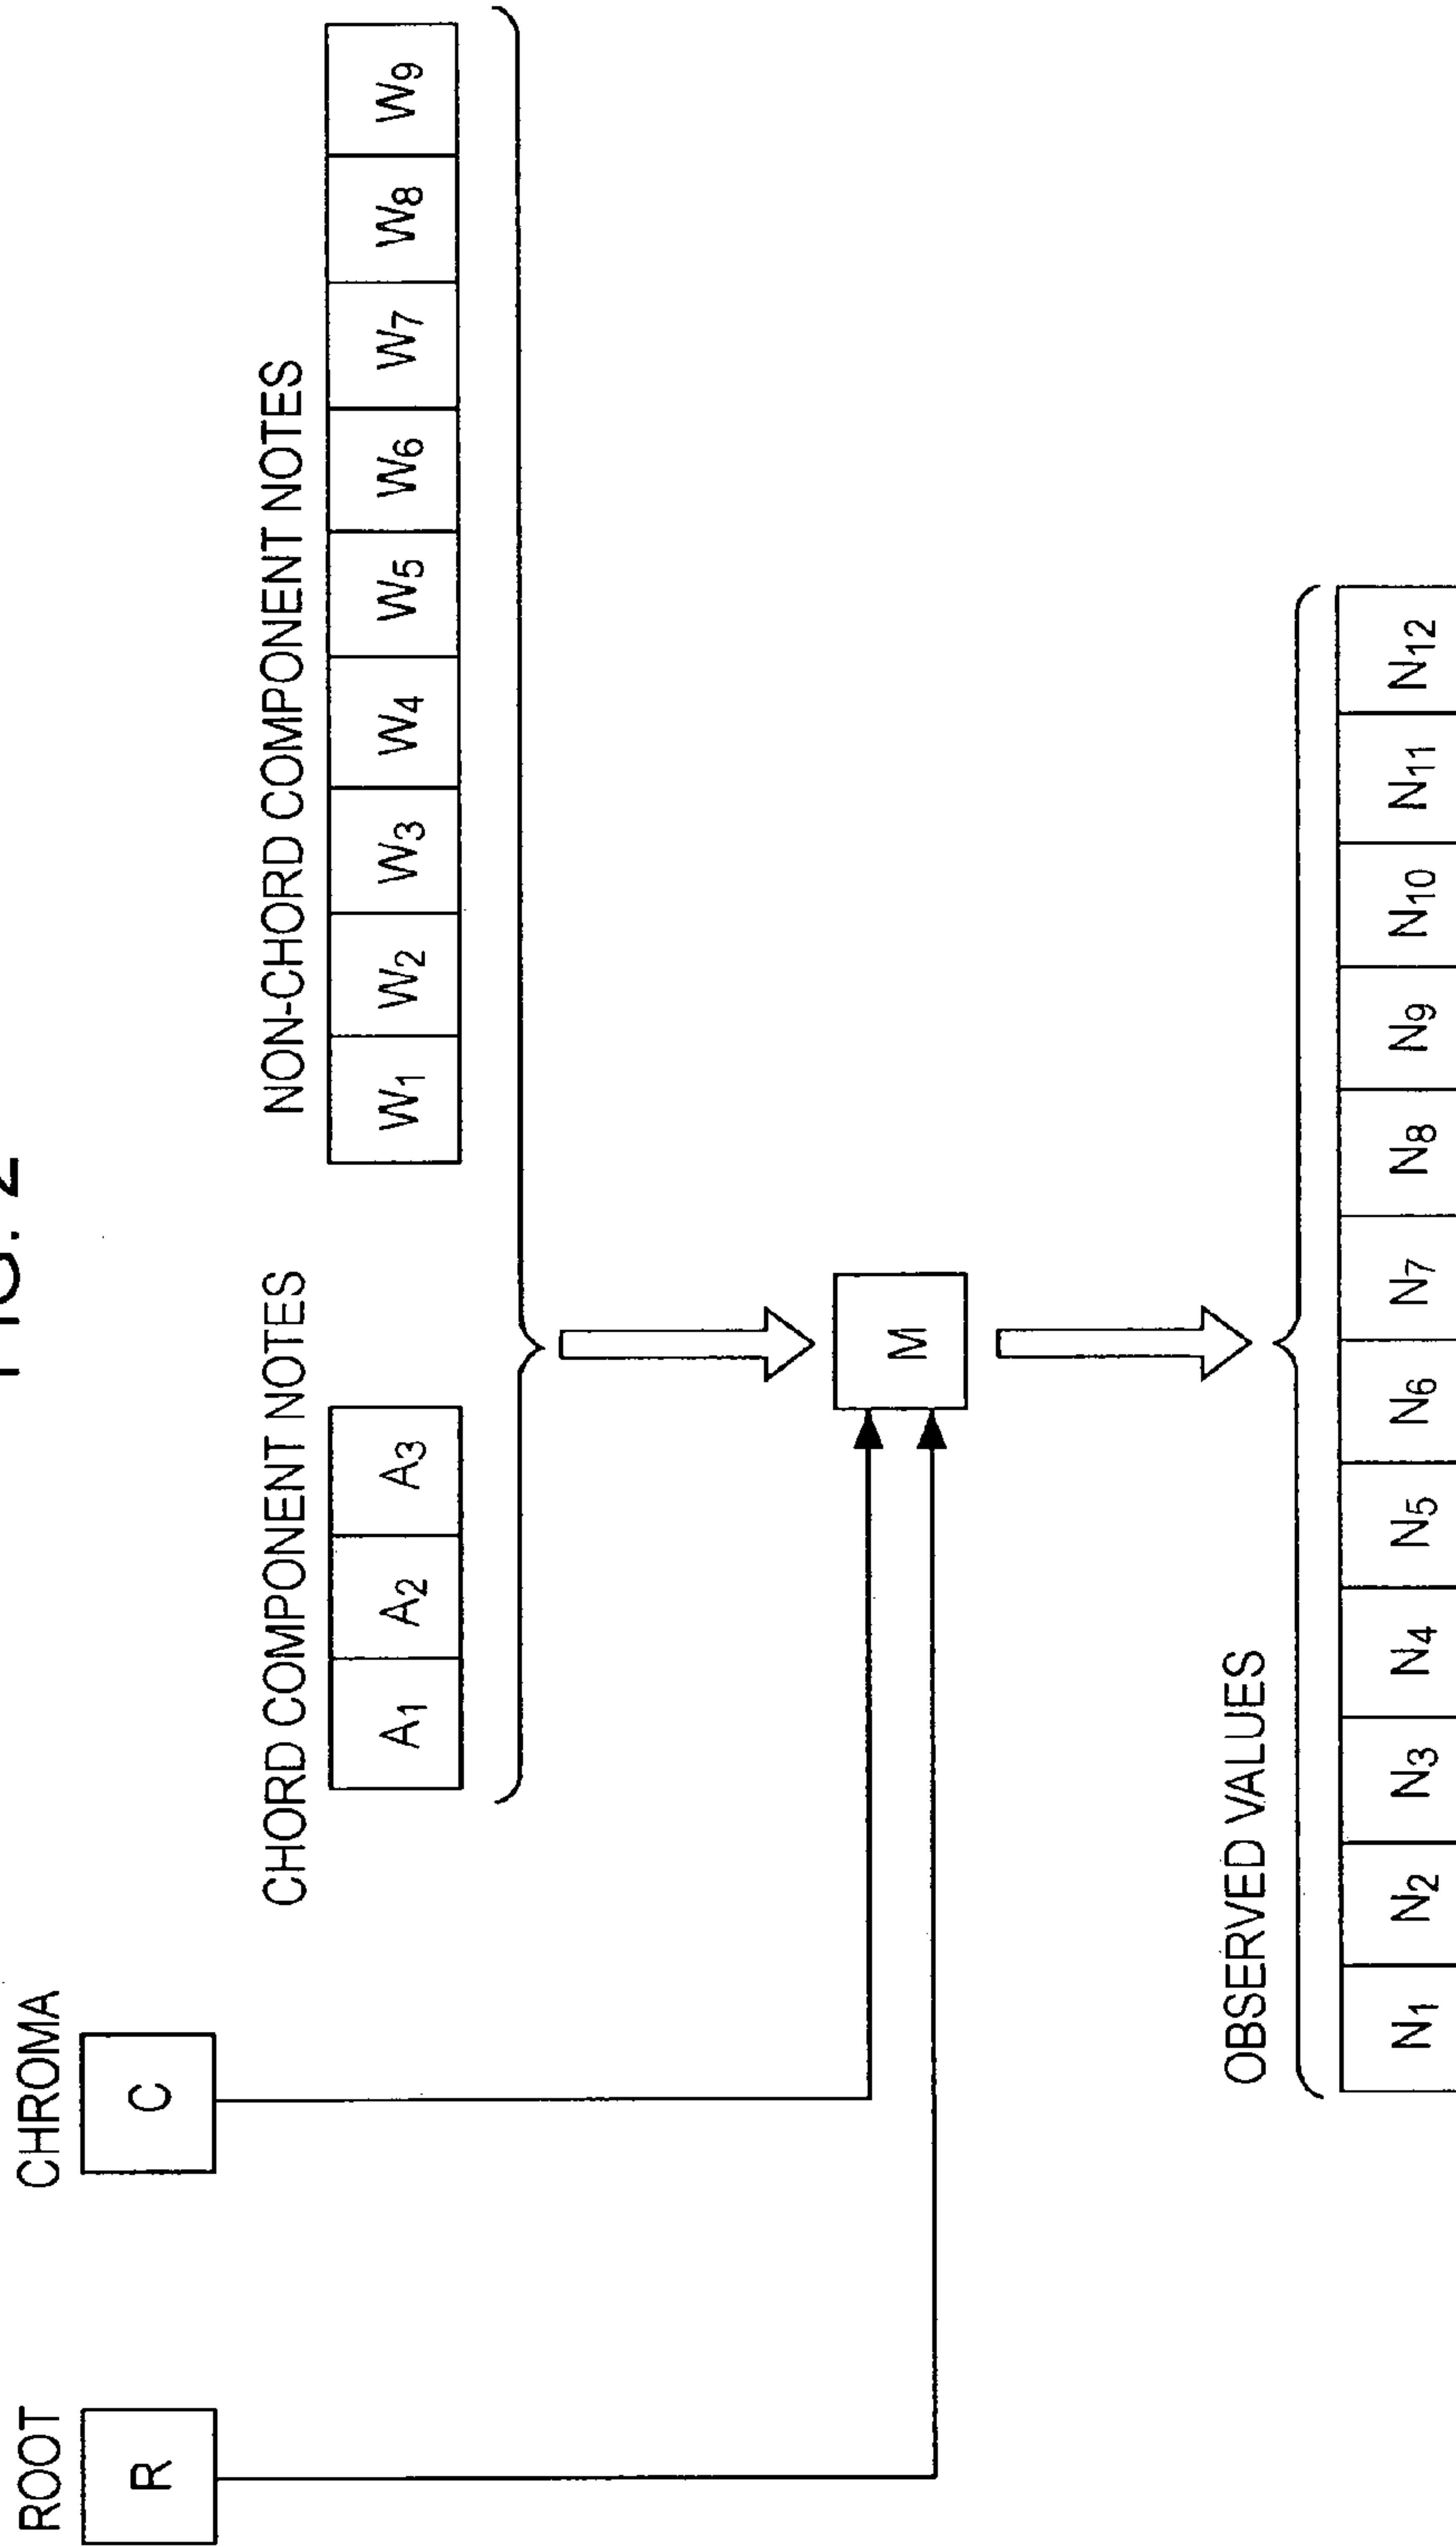 FIG. 2
ROOT
R
CHROMA
C
CHORD COMPONENT NOTES
A1 A2 A3
NON-CHORD COMPONENT NOTES
W1 W2 W3 W4 W5 W6 W7 W8 W9
M
OBSERVED VALUES
N1 N2 N3 N4 N5 N6 N7 N8 N9 N10 N11 N12